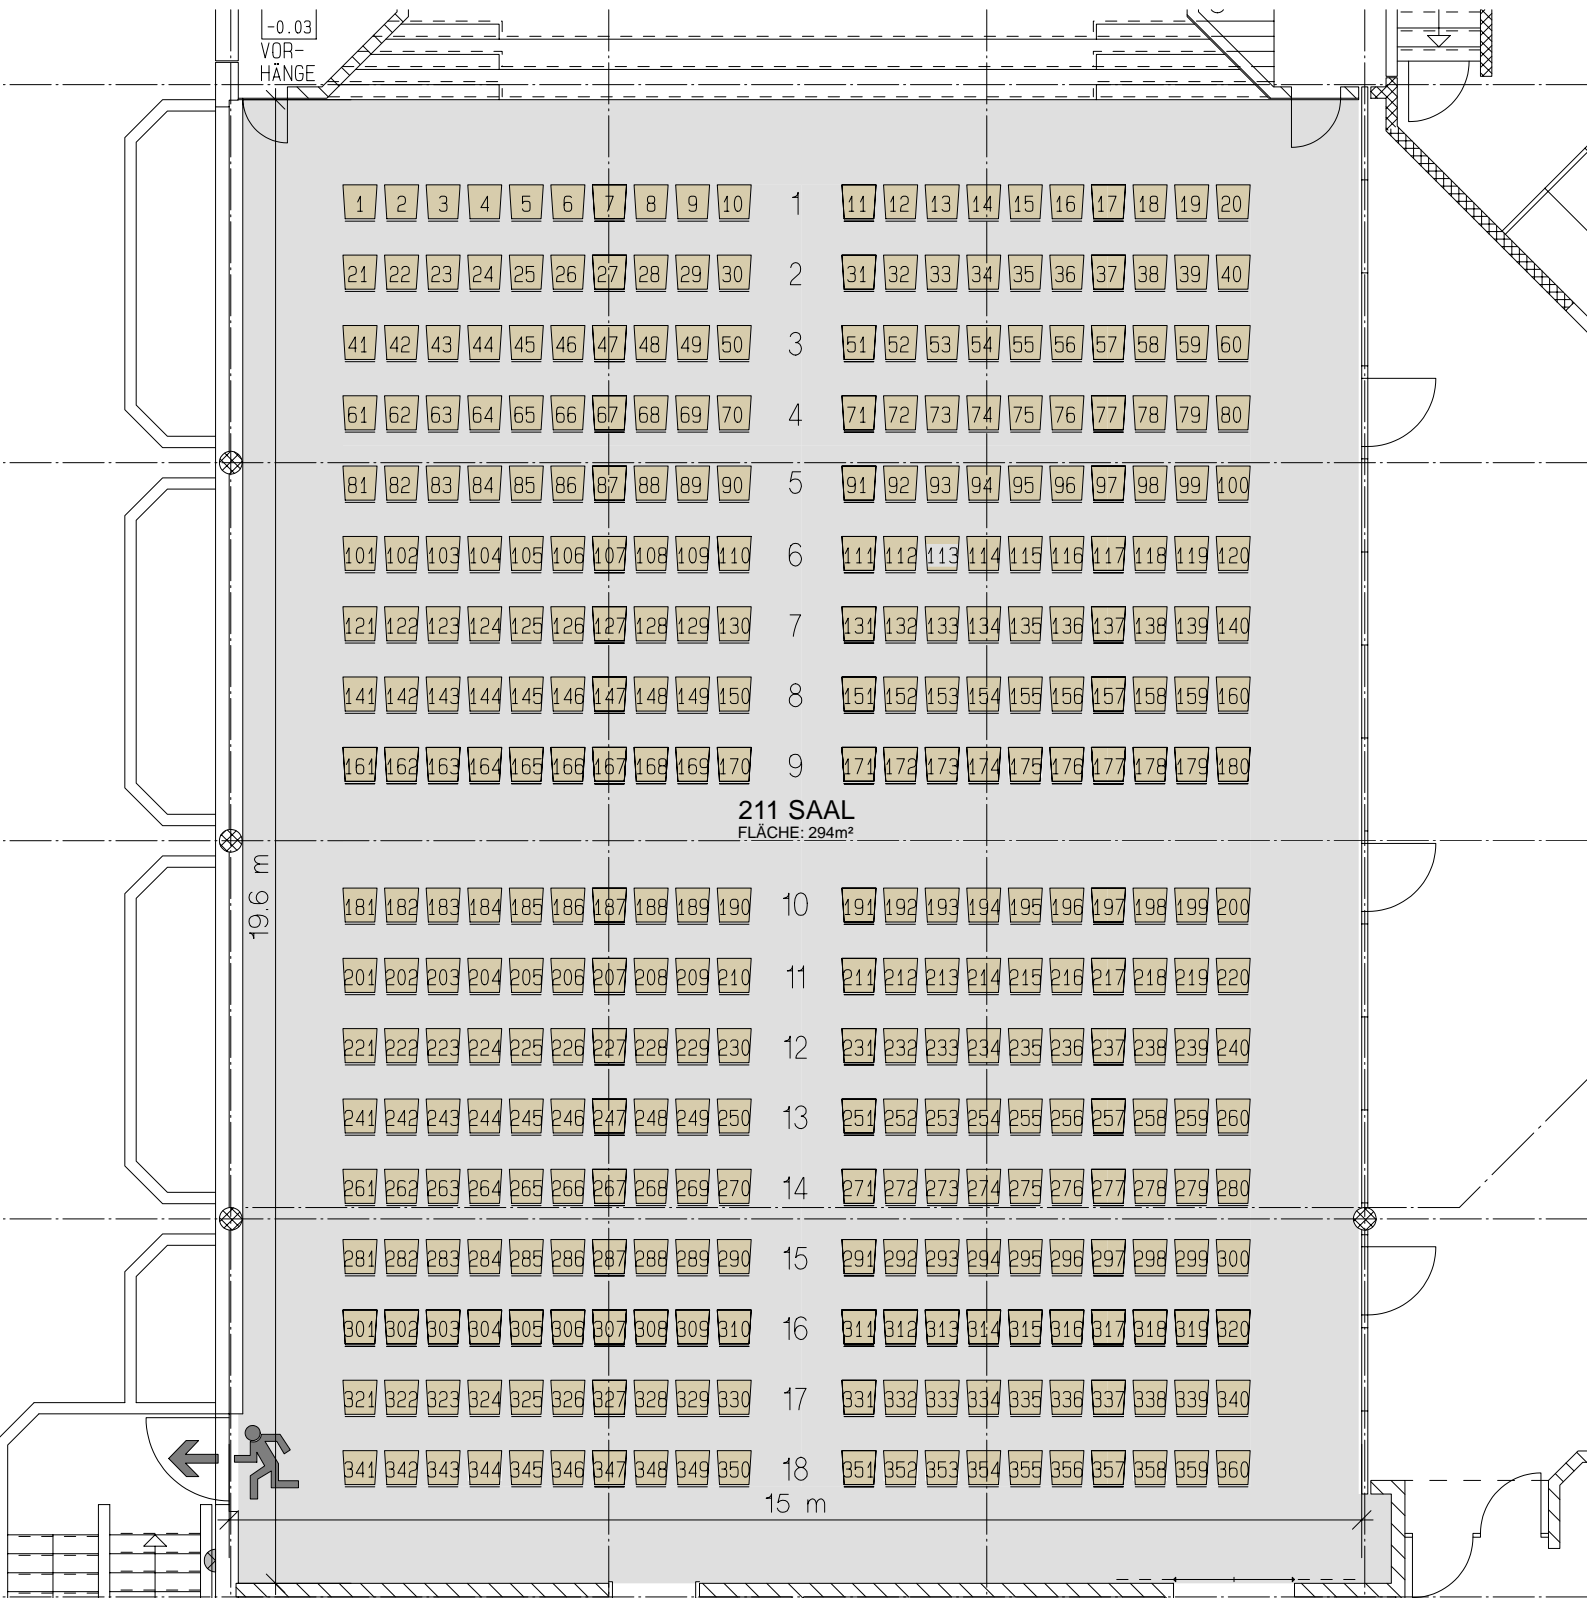 -0.03
VOR-
HÄNGE
1 2 3 4 5 6 7 8 9 10 1 11 12 13 14 15 16 17 18 19 20
21 22 23 24 25 26 27 28 29 30 2 31 32 33 34 35 36 37 38 39 40
41 42 43 44 45 46 47 48 49 50 3 51 52 53 54 55 56 57 58 59 60
61 62 63 64 65 66 67 68 69 70 4 71 72 73 74 75 76 77 78 79 80
81 82 83 84 85 86 87 88 89 90 5 91 92 93 94 95 96 97 98 99 100
101 102 103 104 105 106 107 108 109 110 6 111 112 113 114 115 116 117 118 119 120
121 122 123 124 125 126 127 128 129 130 7 131 132 133 134 135 136 137 138 139 140
141 142 143 144 145 146 147 148 149 150 8 151 152 153 154 155 156 157 158 159 160
161 162 163 164 165 166 167 168 169 170 9 171 172 173 174 175 176 177 178 179 180
211 SAAL
FLÄCHE: 294m²
19.6 m
181 182 183 184 185 186 187 188 189 190 10 191 192 193 194 195 196 197 198 199 200
201 202 203 204 205 206 207 208 209 210 11 211 212 213 214 215 216 217 218 219 220
221 222 223 224 225 226 227 228 229 230 12 231 232 233 234 235 236 237 238 239 240
241 242 243 244 245 246 247 248 249 250 13 251 252 253 254 255 256 257 258 259 260
261 262 263 264 265 266 267 268 269 270 14 271 272 273 274 275 276 277 278 279 280
281 282 283 284 285 286 287 288 289 290 15 291 292 293 294 295 296 297 298 299 300
301 302 303 304 305 306 307 308 309 310 16 311 312 313 314 315 316 317 318 319 320
321 322 323 324 325 326 327 328 329 330 17 331 332 333 334 335 336 337 338 339 340
341 342 343 344 345 346 347 348 349 350 18 351 352 353 354 355 356 357 358 359 360
15 m